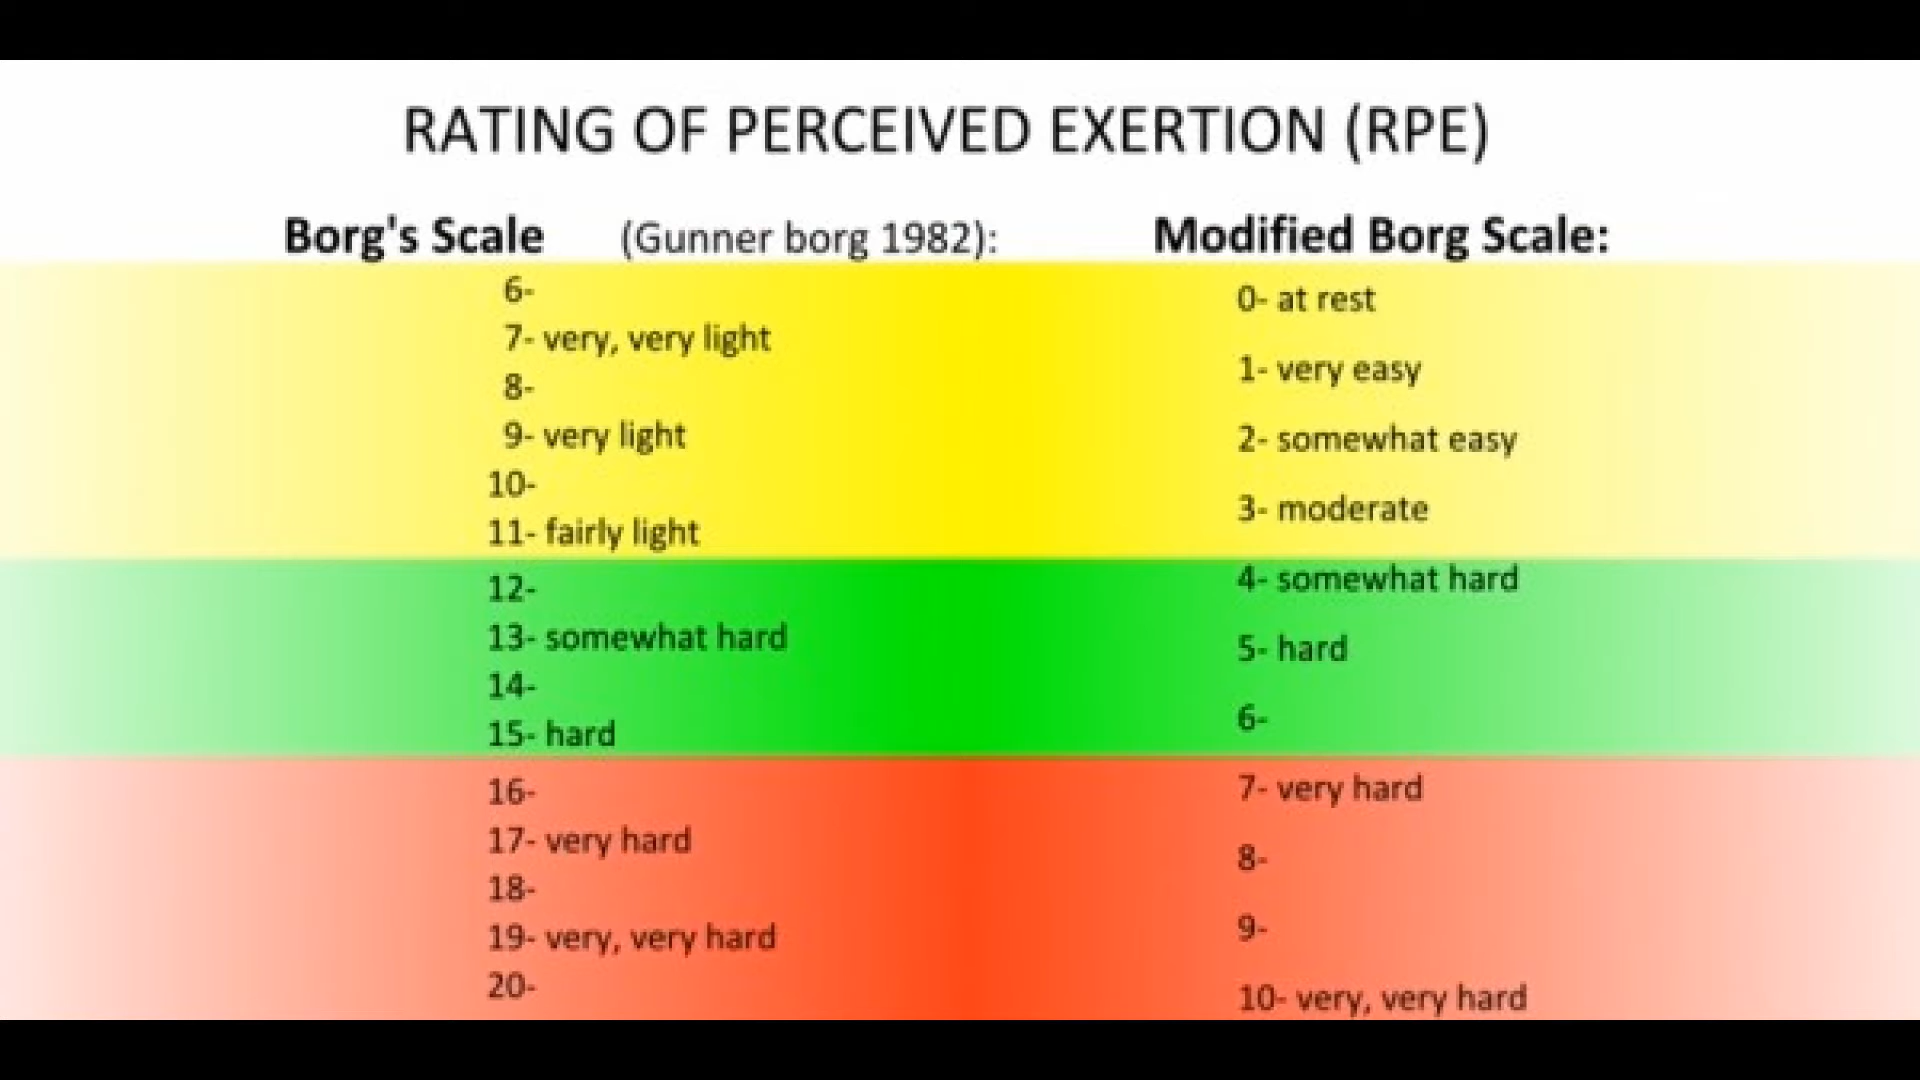 RATING OF PERCEIVED EXERTION (RPE)
Borg's Scale (Gunner borg 1982):
6-
7- very, very light
8-
9- very light
10-
11- fairly light
12-
13- somewhat hard
14-
15- hard
16-
17- very hard
18-
19- very, very hard
20-
Modified Borg Scale:
0- at rest
1- very easy
2- somewhat easy
3- moderate
4- somewhat hard
5- hard
6-
7- very hard
8-
9-
10- very, very hard